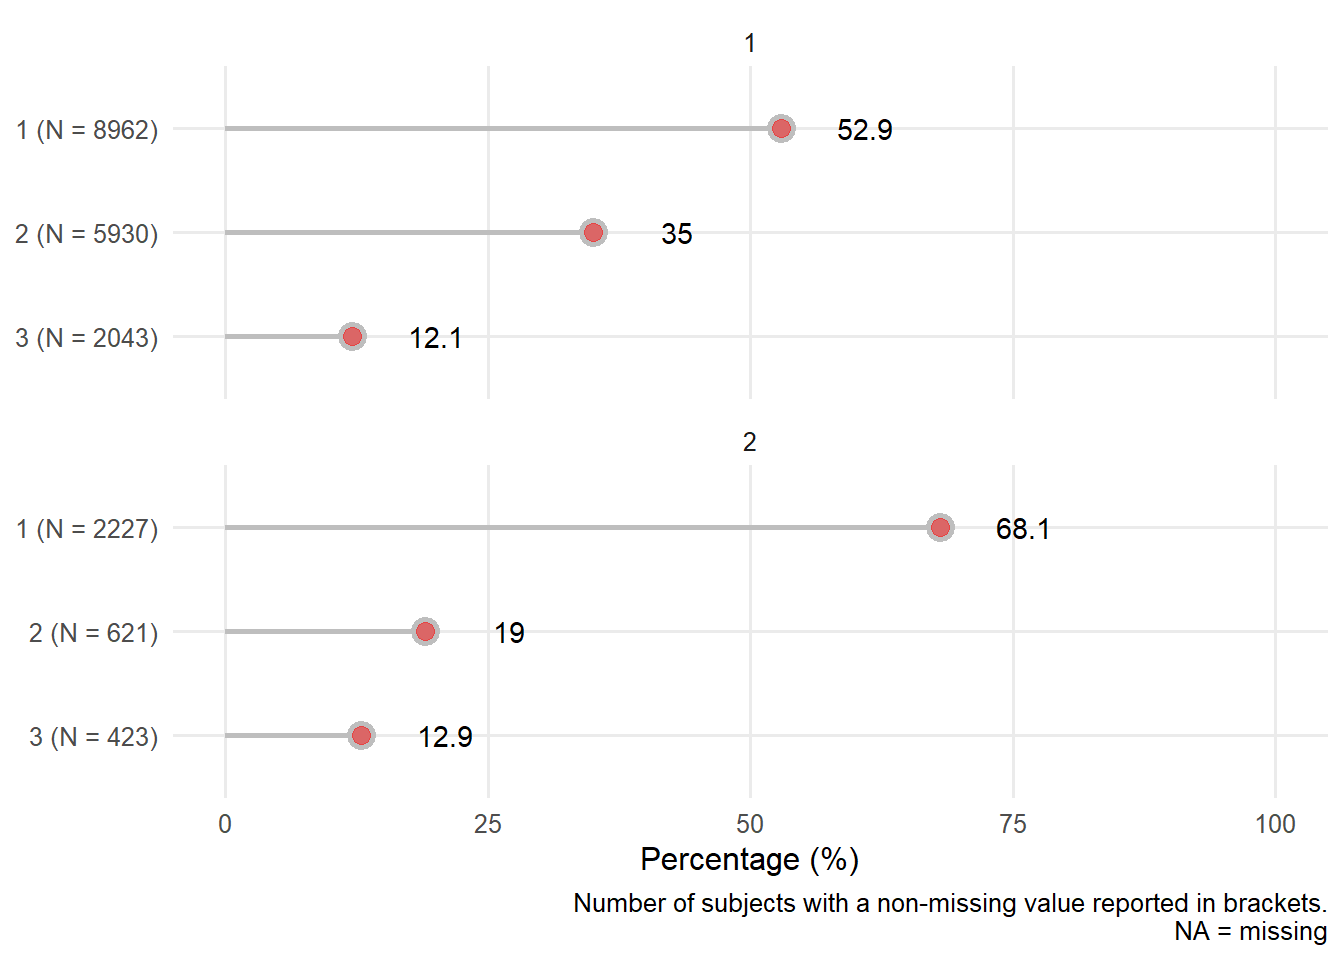 1
1 (N = 8962)
52.9
2 (N = 5930)
35
3 (N = 2043)
12.1
2
1 (N = 2227)
68.1
2 (N = 621)
19
3 (N = 423)
12.9
0 25 50 75 100
Percentage (%)
Number of subjects with a non-missing value reported in brackets.
NA = missing